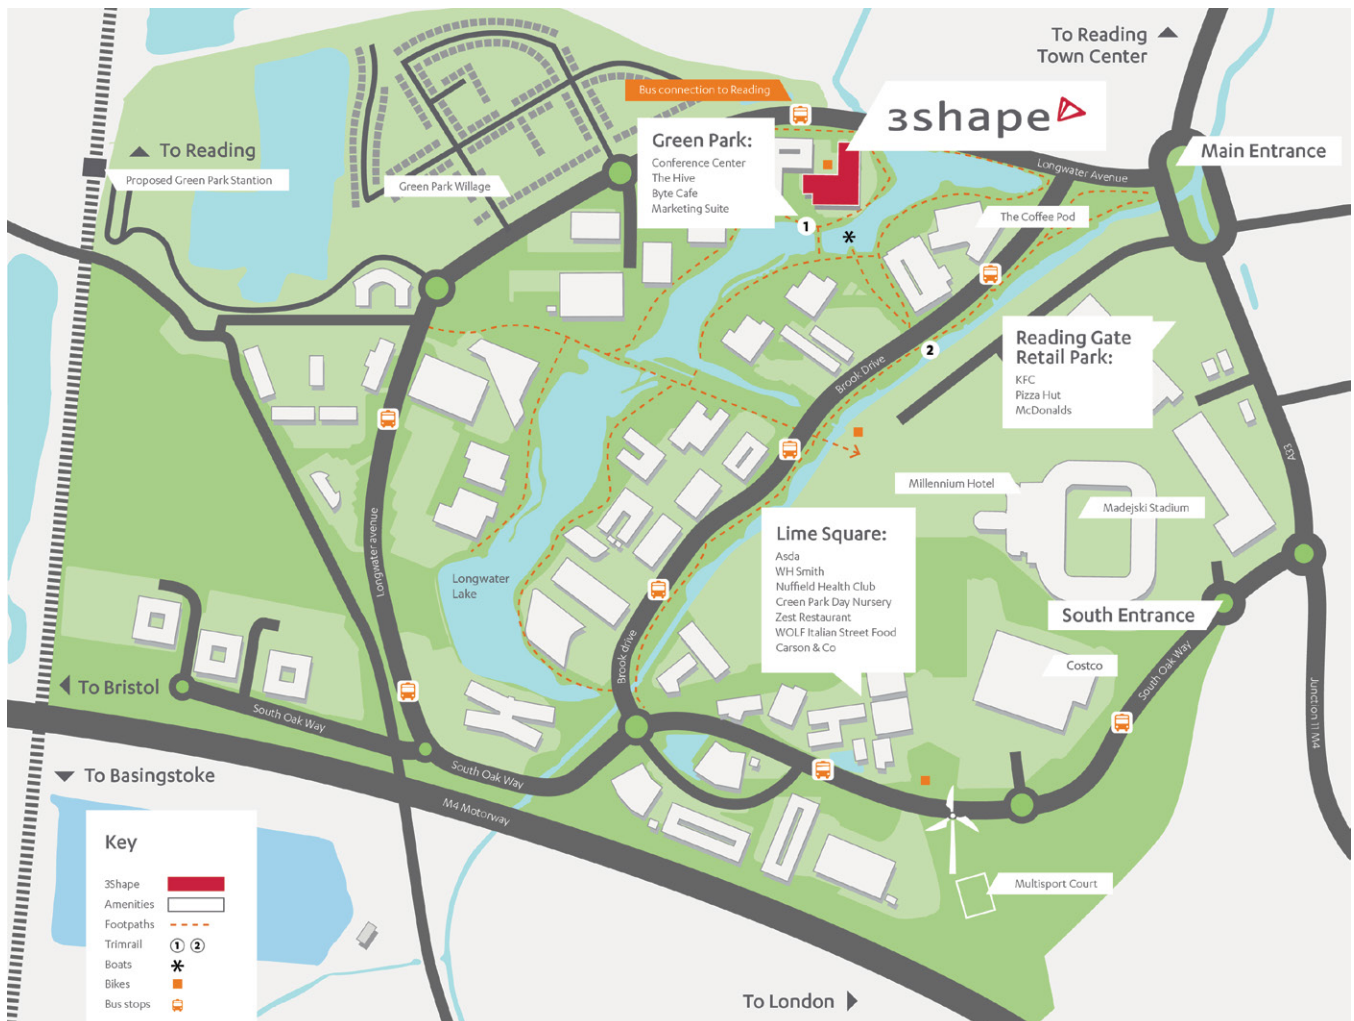 To Reading
Town Center
Bus connection to Reading
3shape
Green Park:
Conference Center
The Hive
Byte Cafe
Marketing Suite
Main Entrance
To Reading
Proposed Green Park Stantion
Green Park Willage
Longwater Avenue
1
The Coffee Pod
2
Brook Drive
Reading Gate
Retail Park:
KFC
Pizza Hut
McDonalds
A33
Millennium Hotel
Madejski Stadium
Lime Square:
Asda
WH Smith
Nuffield Health Club
Green Park Day Nursery
Zest Restaurant
WOLF Italian Street Food
Carson & Co
Longwater
Lake
Longwater avenue
Brook drive
South Entrance
Costco
South Oak Way
Junction 11 M4
To Bristol
South Oak Way
South Oak Way
To Basingstoke
M4 Motorway
Multisport Court
Key
3Shape
Amenities
Footpaths
Trimrail 1 2
Boats
Bikes
Bus stops
To London